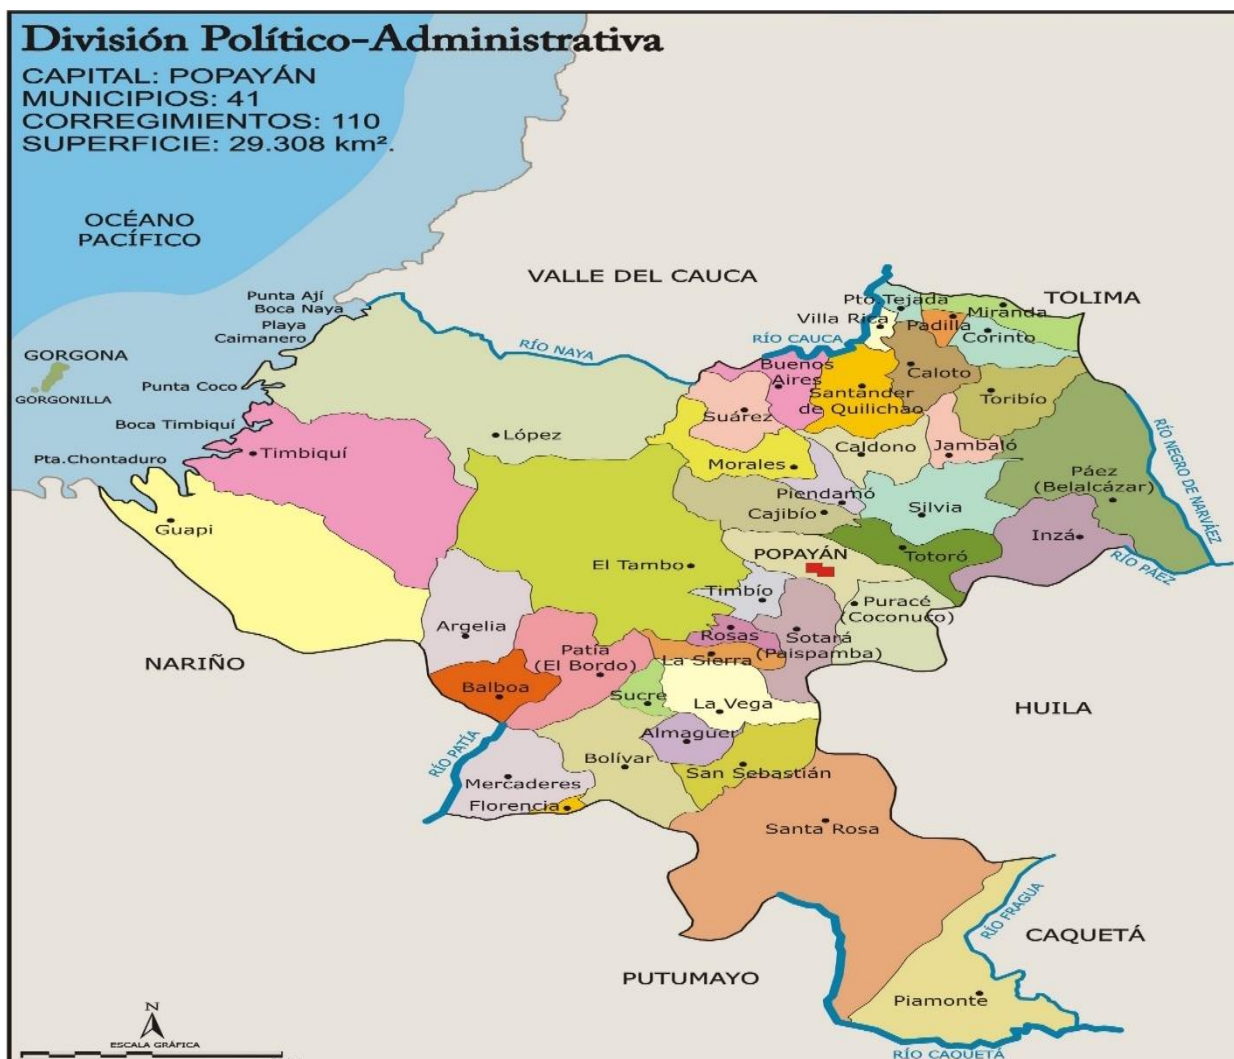 División Político-Administrativa
CAPITAL: POPAYÁN
MUNICIPIOS: 41
CORREGIMIENTOS: 110
SUPERFICIE: 29.308 km².
OCÉANO
PACÍFICO
VALLE DEL CAUCA
TOLIMA
Punta Ají
Boca Naya
Playa
Caimanero
GORGONA
GORGONILLA
Punta Coco
Boca Timbiquí
Pta.Chontaduro
RÍO NAYA
RÍO CAUCA
Pto.Tejada
Villa Rica
Padilla
Miranda
Corinto
Buenos
Aires
Caloto
Santander
de Quilichao
Toribío
Suárez
López
Timbiquí
Caldono
Jambaló
Morales
Páez
(Belalcázar)
RÍO NEGRO DE NARVÁEZ
Piendamó
Cajibío
Silvia
Guapi
Inzá
RÍO PÁEZ
POPAYÁN
Totoró
El Tambo
Timbío
Puracé
(Coconuco)
Argelia
Rosas
Sotará
(Paispamba)
Patía
(El Bordo)
La Sierra
NARIÑO
Balboa
Sucre
La Vega
HUILA
Almaguer
RÍO PATÍA
Bolívar
San Sebastián
Mercaderes
Florencia
Santa Rosa
RÍO FRAGUA
CAQUETÁ
PUTUMAYO
Piamonte
RÍO CAQUETÁ
N
ESCALA GRÁFICA